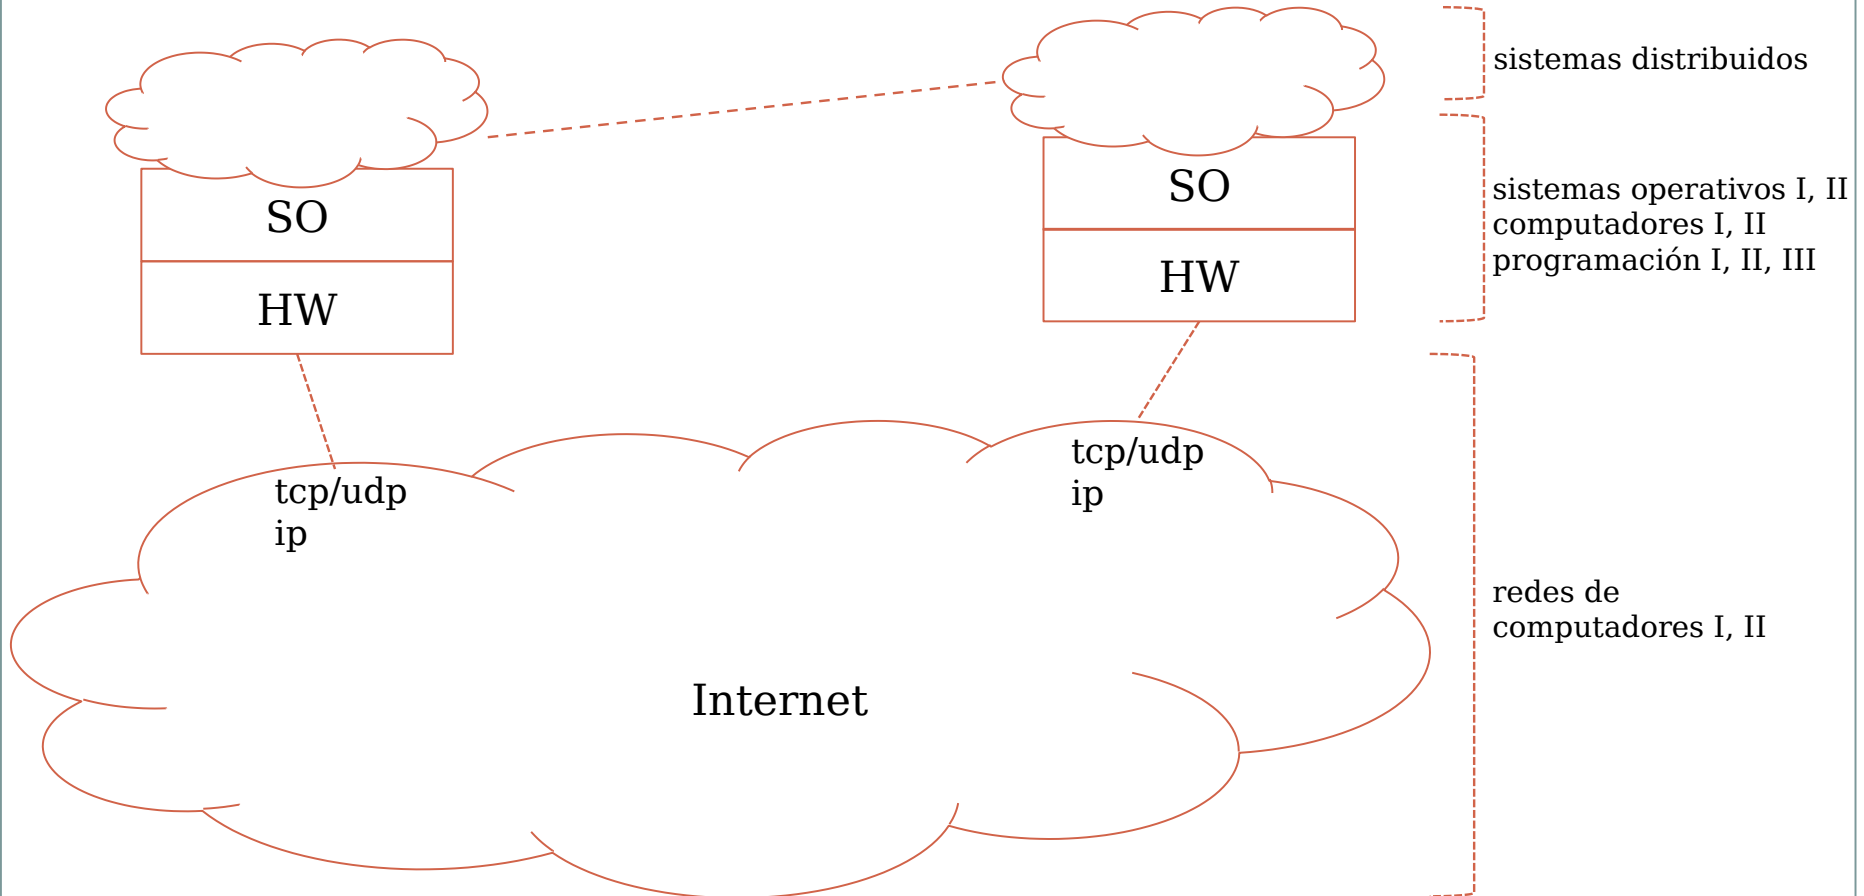 sistemas distribuidos
SO
HW
SO
HW
sistemas operativos I, II
computadores I, II
programación I, II, III
tcp/udp
ip
tcp/udp
ip
Internet
redes de
computadores I, II